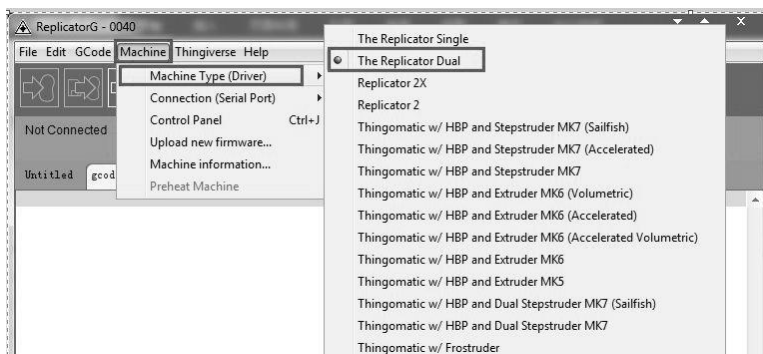 ReplicatorG - 0040
File Edit GCode Machine Thingiverse Help
Machine Type (Driver)
Connection (Serial Port)
Control Panel Ctrl+J
Upload new firmware...
Machine information...
Preheat Machine
Not Connected
Untitled gcod
The Replicator Single
The Replicator Dual
Replicator 2X
Replicator 2
Thingomatic w/ HBP and Stepstruder MK7 (Sailfish)
Thingomatic w/ HBP and Stepstruder MK7 (Accelerated)
Thingomatic w/ HBP and Stepstruder MK7
Thingomatic w/ HBP and Extruder MK6 (Volumetric)
Thingomatic w/ HBP and Extruder MK6 (Accelerated)
Thingomatic w/ HBP and Extruder MK6 (Accelerated Volumetric)
Thingomatic w/ HBP and Extruder MK6
Thingomatic w/ HBP and Extruder MK5
Thingomatic w/ HBP and Dual Stepstruder MK7 (Sailfish)
Thingomatic w/ HBP and Dual Stepstruder MK7
Thingomatic w/ Frostruder